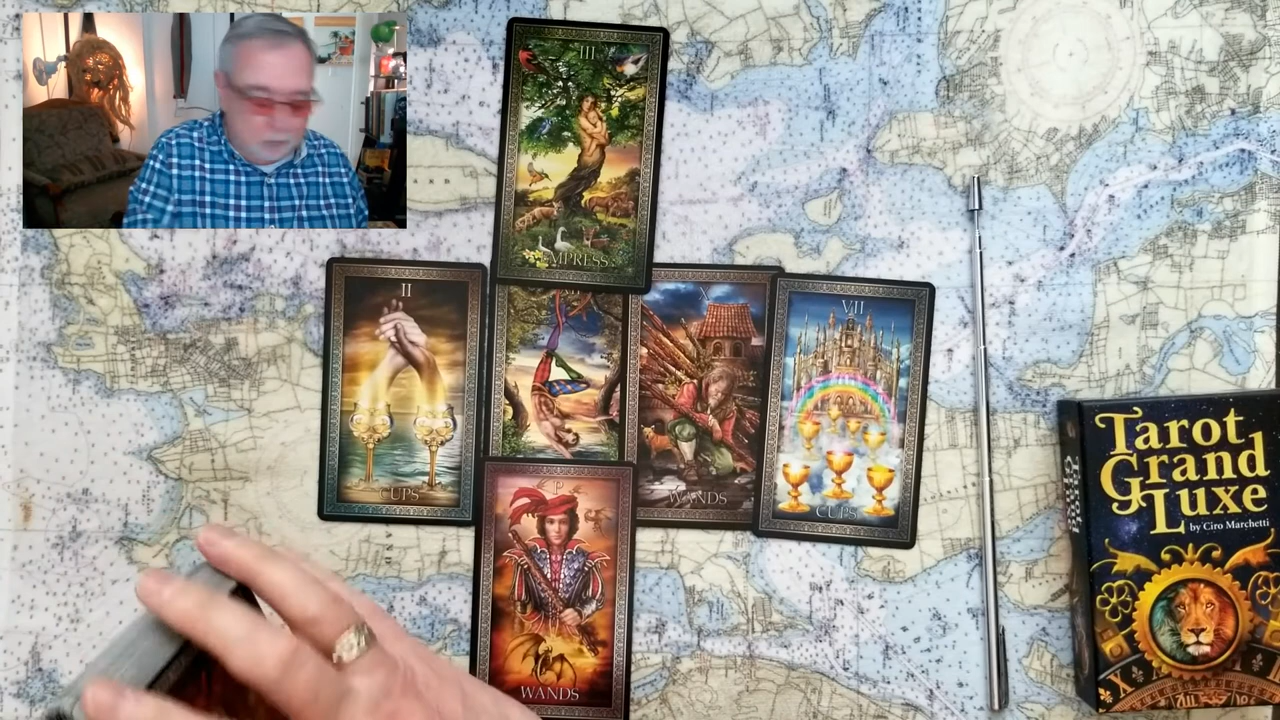 III
EMPRESS
II
CUPS
X
WANDS
VII
CUPS
P
WANDS
Tarot
Grand
Luxe
by Ciro Marchetti